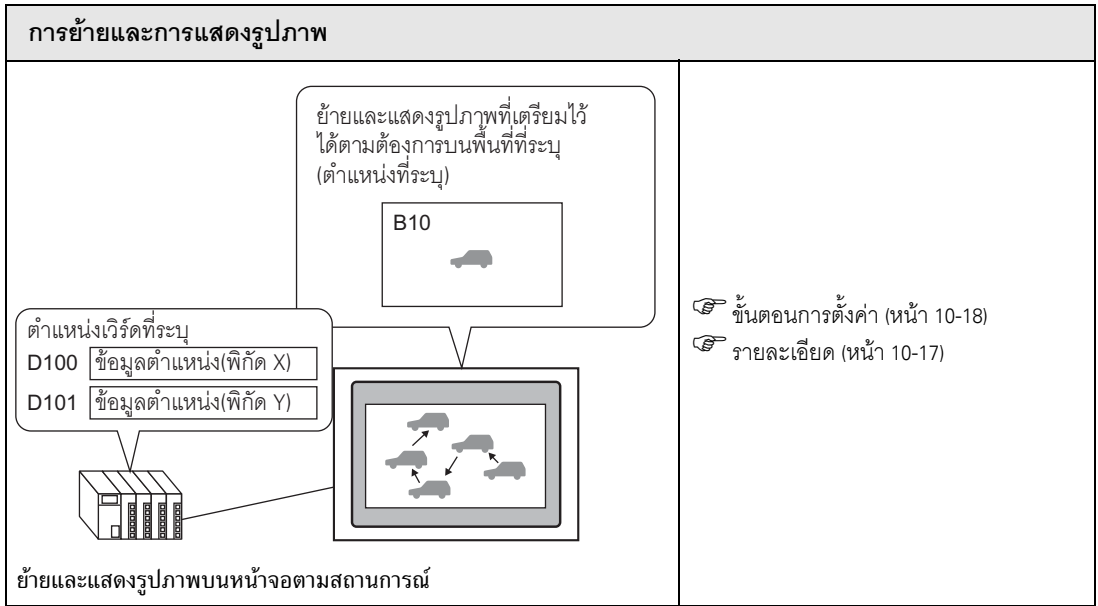 การย้ายและการแสดงรูปภาพ
ย้ายและแสดงรูปภาพที่เตรียมไว้
ได้ตามต้องการบนพื้นที่ที่ระบุ
(ตำแหน่งที่ระบุ)
B10
ตำแหน่งเวิร์ดที่ระบุ
D100 ข้อมูลตำแหน่ง(พิกัด X)
D101 ข้อมูลตำแหน่ง(พิกัด Y)
ย้ายและแสดงรูปภาพบนหน้าจอตามสถานการณ์
ขั้นตอนการตั้งค่า (หน้า 10-18)
รายละเอียด (หน้า 10-17)